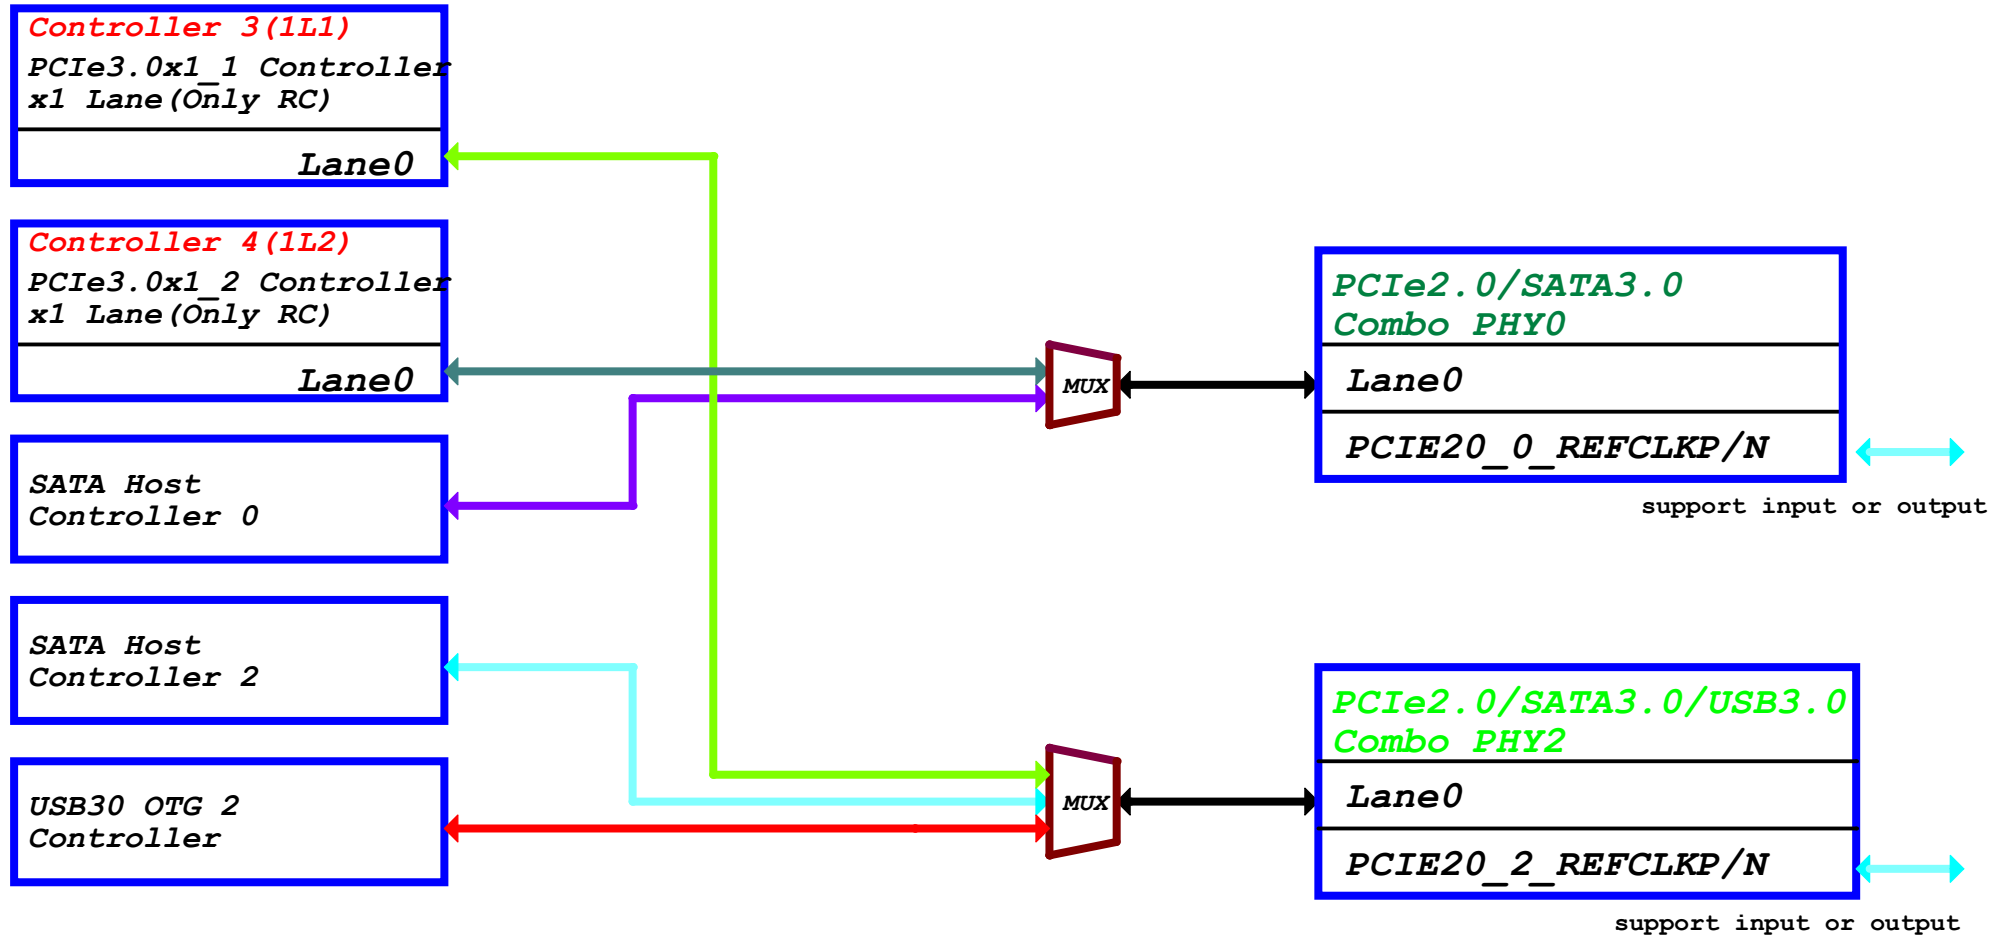 Controller 3(1L1)
PCIe3.0x1_1 Controller
x1 Lane(Only RC)
Lane0
Controller 4(1L2)
PCIe3.0x1_2 Controller
x1 Lane(Only RC)
Lane0
SATA Host
Controller 0
SATA Host
Controller 2
USB30 OTG 2
Controller
MUX
MUX
PCIe2.0/SATA3.0
Combo PHY0
Lane0
PCIE20_0_REFCLKP/N
support input or output
PCIe2.0/SATA3.0/USB3.0
Combo PHY2
Lane0
PCIE20_2_REFCLKP/N
support input or output